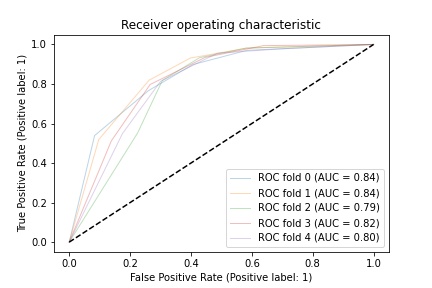 Receiver operating characteristic
True Positive Rate (Positive label: 1)
1.0
0.8
0.6
0.4
0.2
0.0
ROC fold 0 (AUC = 0.84)
ROC fold 1 (AUC = 0.84)
ROC fold 2 (AUC = 0.79)
ROC fold 3 (AUC = 0.82)
ROC fold 4 (AUC = 0.80)
0.0 0.2 0.4 0.6 0.8 1.0
False Positive Rate (Positive label: 1)